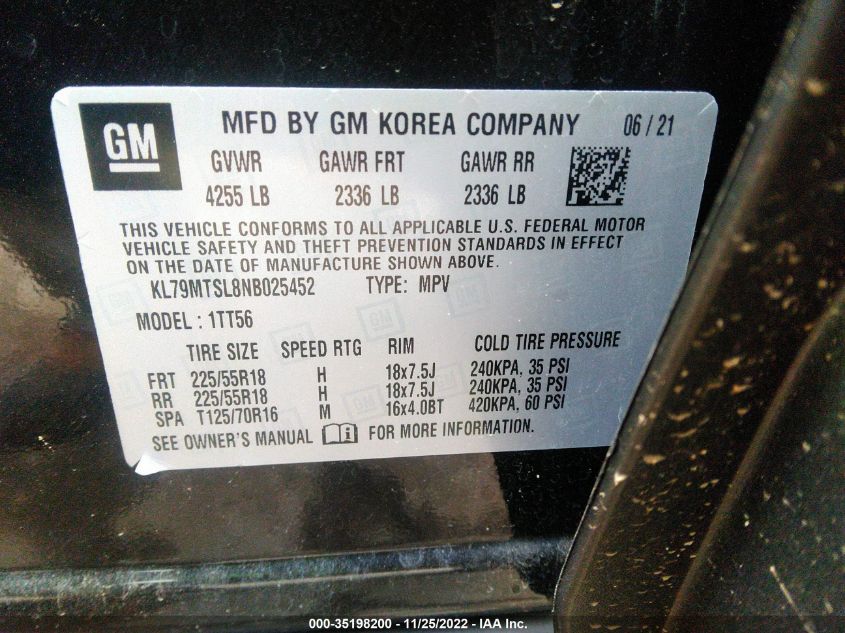 GM MFD BY GM KOREA COMPANY 06/21
GVWR GAWR FRT GAWR RR
4255 LB 2336 LB 2336 LB
THIS VEHICLE CONFORMS TO ALL APPLICABLE U.S. FEDERAL MOTOR
VEHICLE SAFETY AND THEFT PREVENTION STANDARDS IN EFFECT
ON THE DATE OF MANUFACTURE SHOWN ABOVE.
KL79MTSL8NB025452 TYPE: MPV
MODEL: 1TT56
TIRE SIZE SPEED RTG RIM COLD TIRE PRESSURE
FRT 225/55R18 H 18x7.5J 240KPA, 35 PSI
RR 225/55R18 H 18x7.5J 240KPA, 35 PSI
SPA T125/70R16 M 16x4.0BT 420KPA, 60 PSI
SEE OWNER'S MANUAL i FOR MORE INFORMATION.
000-35198200 - 11/25/2022 - IAA Inc.